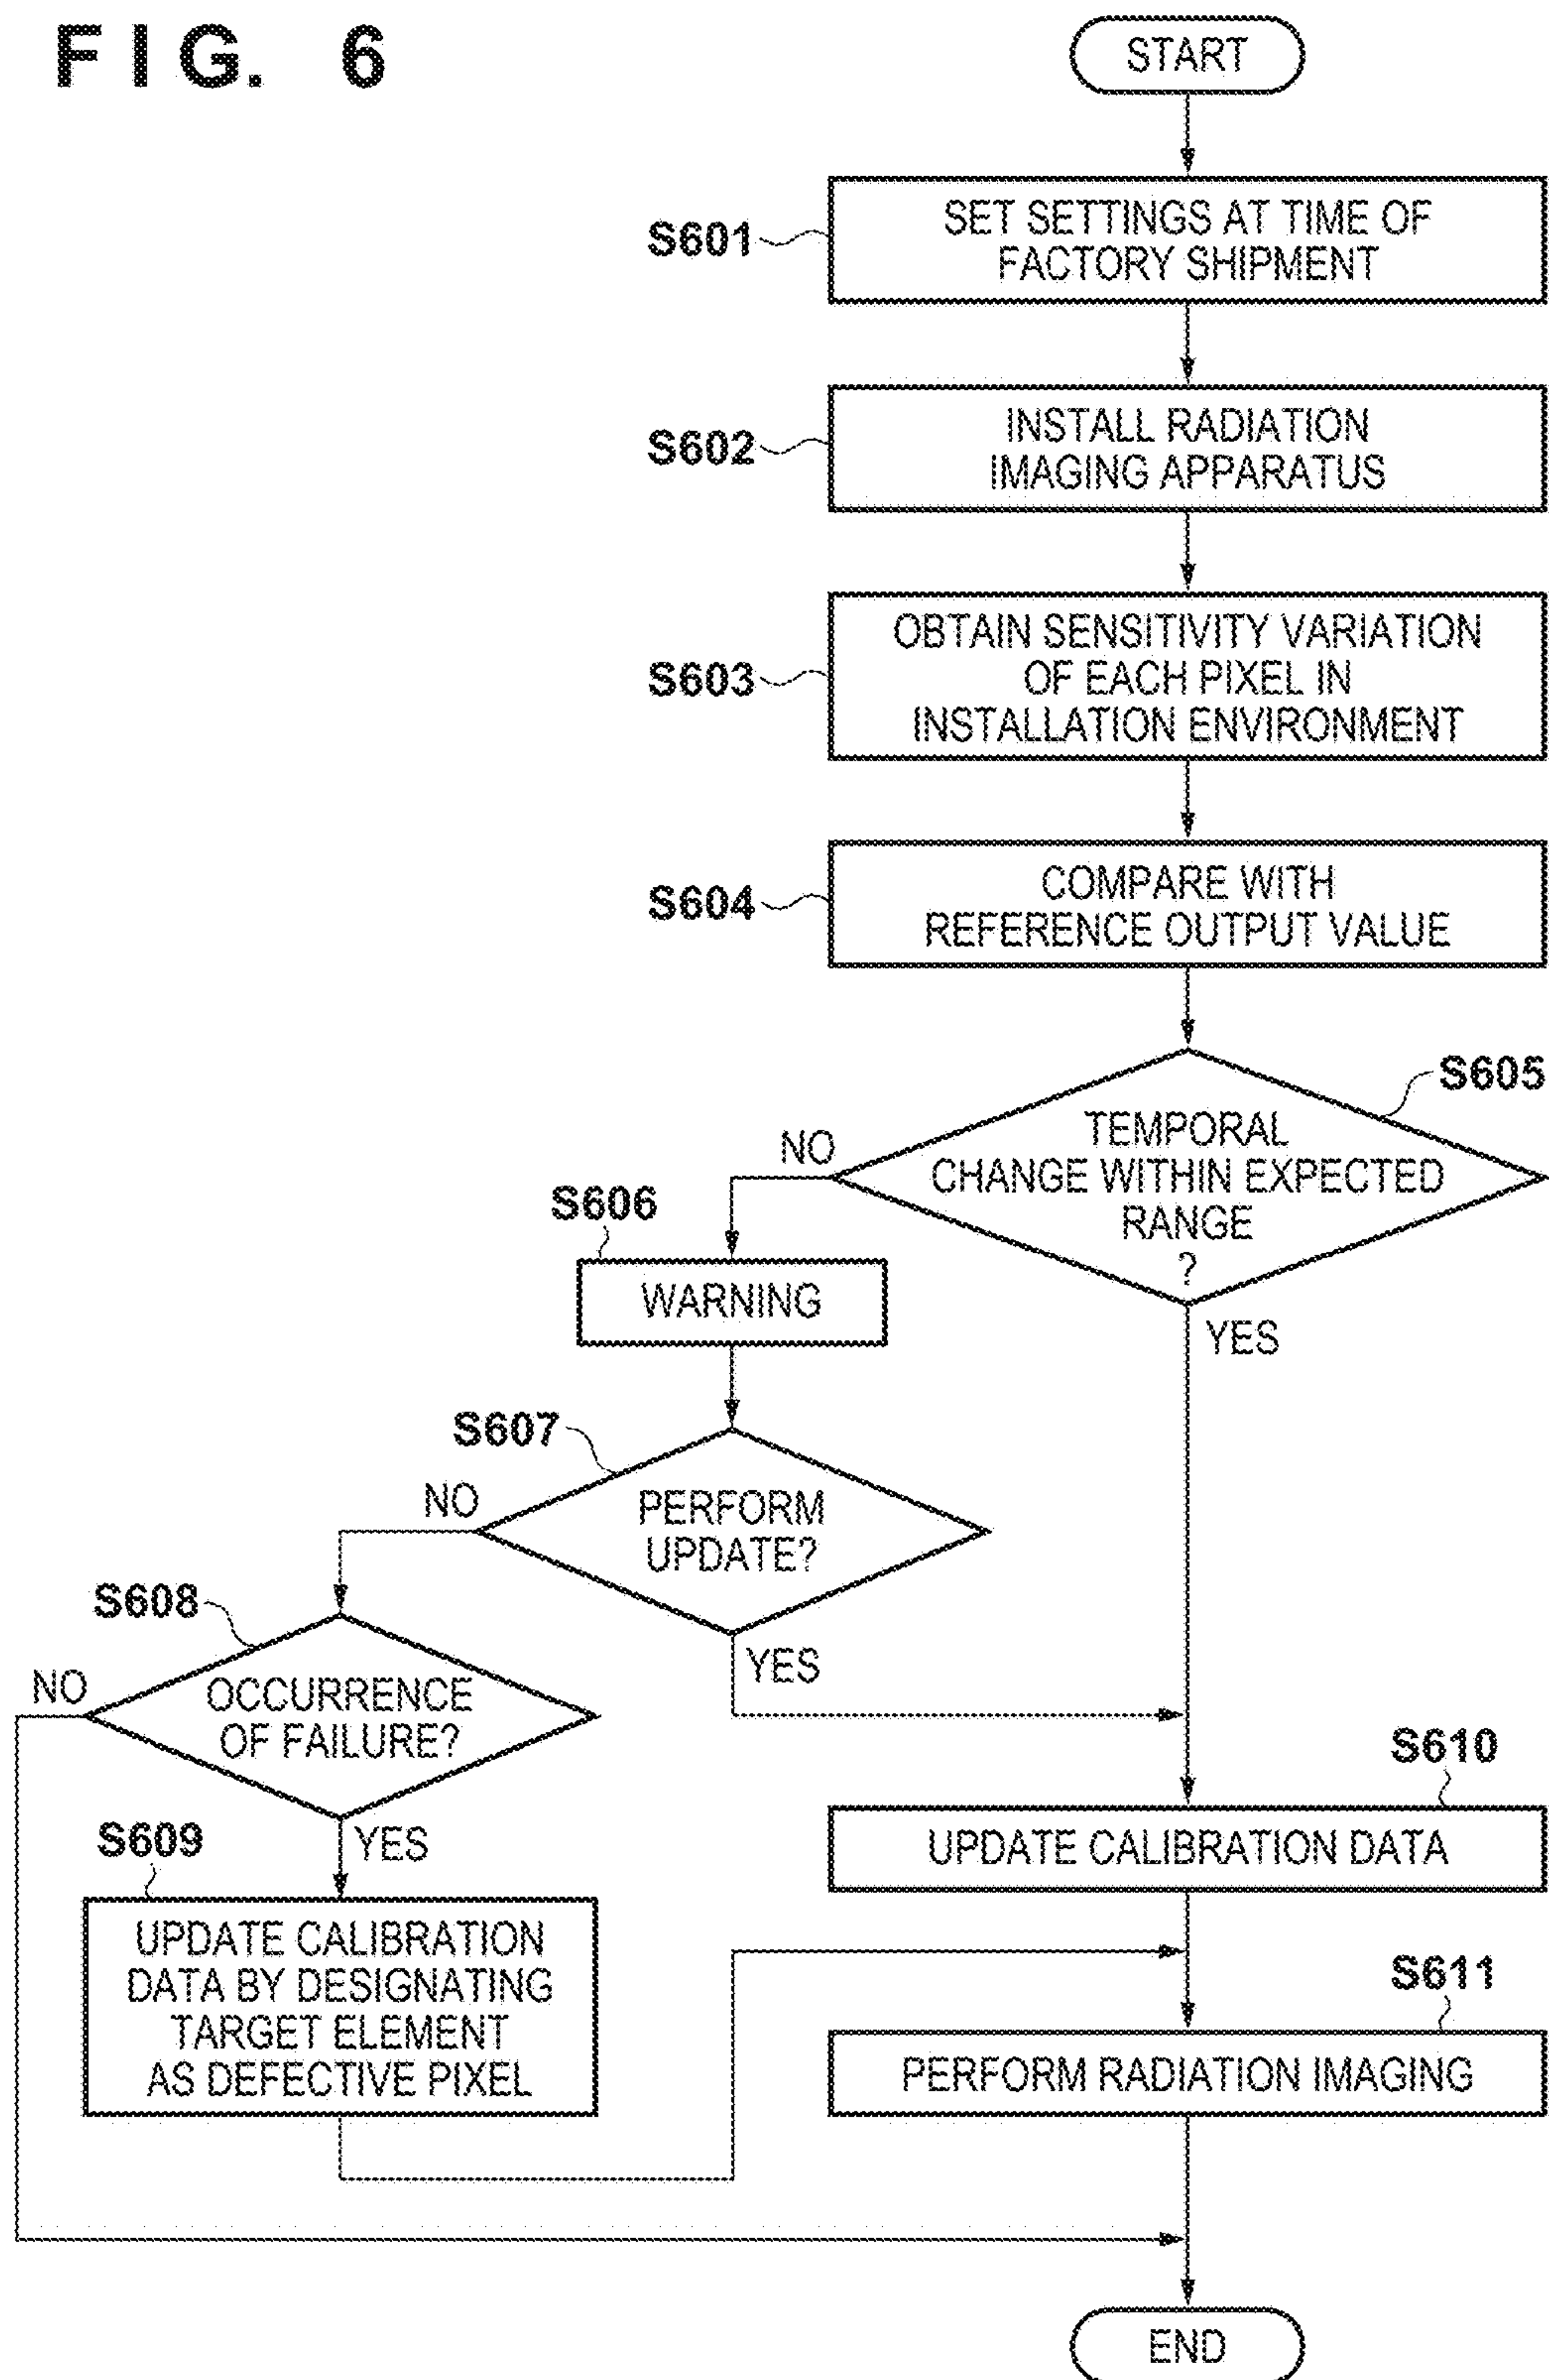 FIG. 6
START
S601
SET SETTINGS AT TIME OF
FACTORY SHIPMENT
S602
INSTALL RADIATION
IMAGING APPARATUS
S603
OBTAIN SENSITIVITY VARIATION
OF EACH PIXEL IN
INSTALLATION ENVIRONMENT
S604
COMPARE WITH
REFERENCE OUTPUT VALUE
S605
TEMPORAL
CHANGE WITHIN EXPECTED
RANGE
?
NO
YES
S606
WARNING
S607
PERFORM
UPDATE?
NO
YES
S608
OCCURRENCE
OF FAILURE?
NO
YES
S609
UPDATE CALIBRATION
DATA BY DESIGNATING
TARGET ELEMENT
AS DEFECTIVE PIXEL
S610
UPDATE CALIBRATION DATA
S611
PERFORM RADIATION IMAGING
END